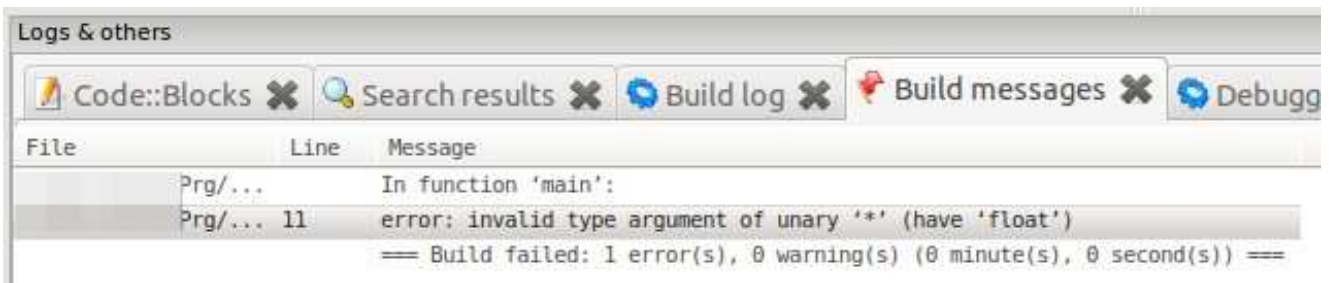 Logs & others
Code::Blocks Search results Build log Build messages Debugg
File Line Message
Prg/... In function ‘main’:
Prg/... 11 error: invalid type argument of unary ‘*’ (have ‘float’)
=== Build failed: 1 error(s), 0 warning(s) (0 minute(s), 0 second(s)) ===